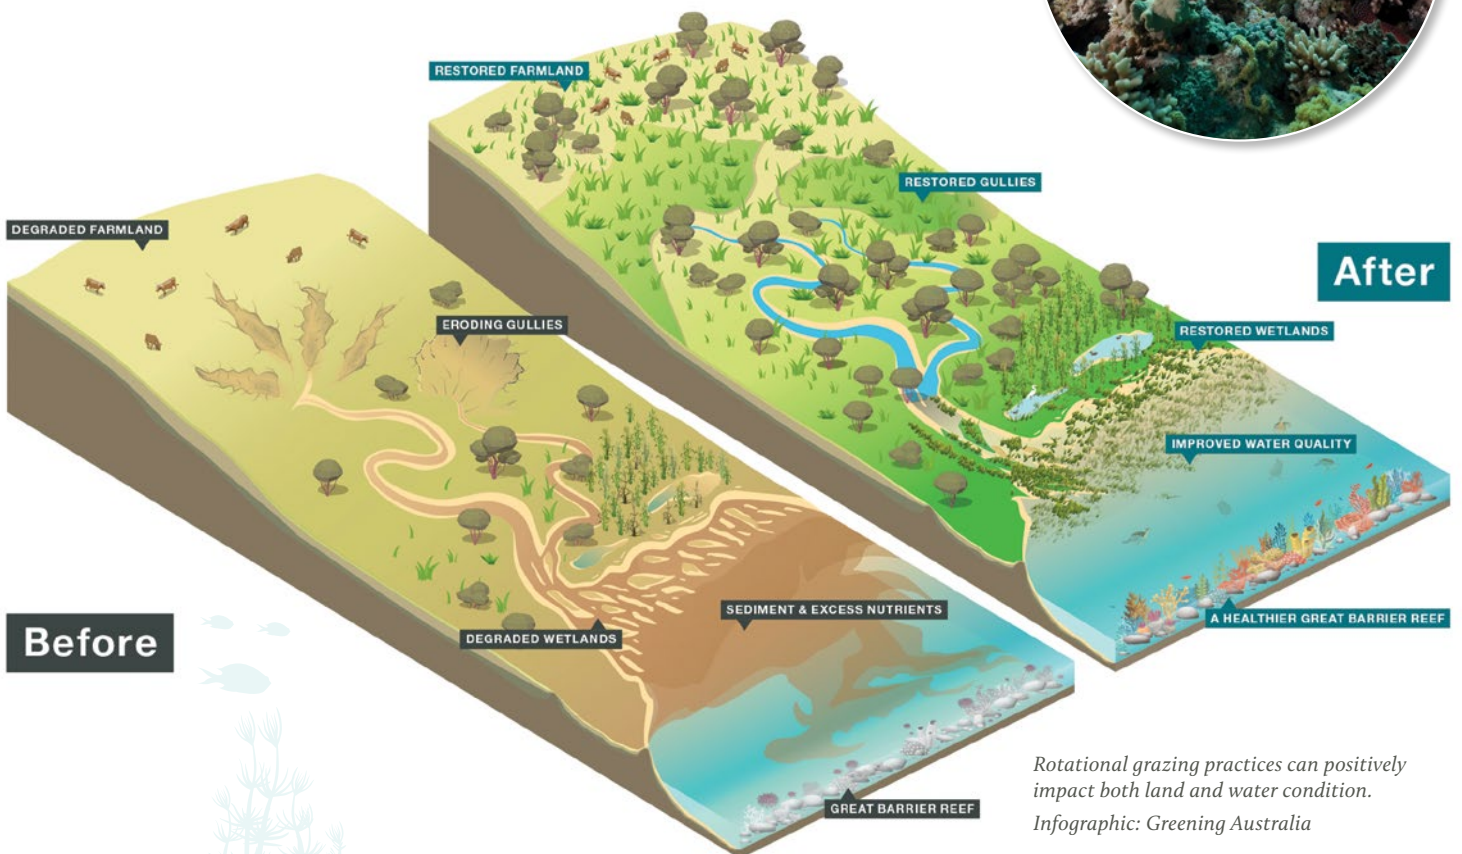 RESTORED FARMLAND
RESTORED GULLIES
DEGRADED FARMLAND
After
ERODING GULLIES
RESTORED WETLANDS
IMPROVED WATER QUALITY
SEDIMENT & EXCESS NUTRIENTS
A HEALTHIER GREAT BARRIER REEF
Before
DEGRADED WETLANDS
GREAT BARRIER REEF
Rotational grazing practices can positively
impact both land and water condition.
Infographic: Greening Australia